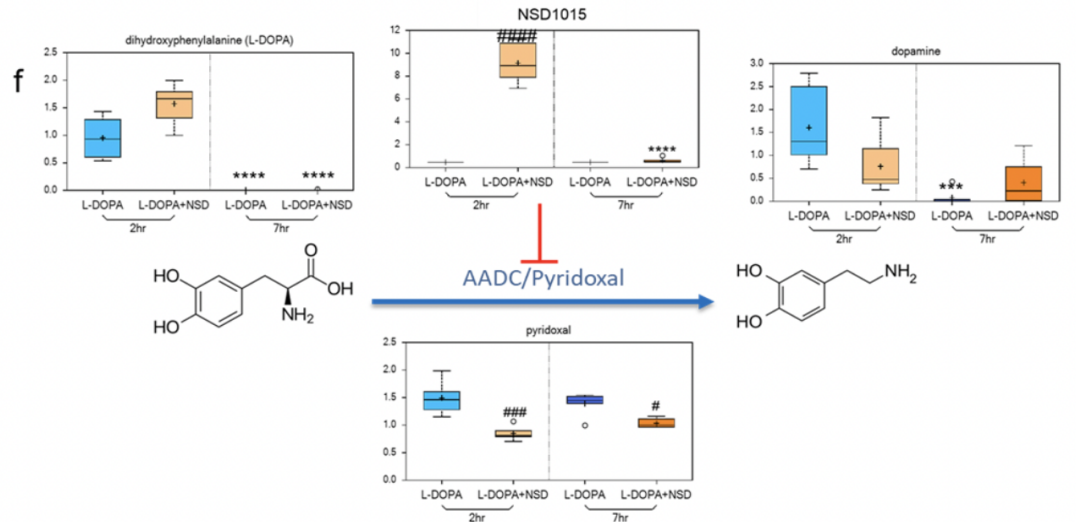 f
dihydroxyphenylalanine (L-DOPA)
2.5
2.0
1.5
1.0
0.5
0.0
**** ****
L-DOPA L-DOPA+NSD L-DOPA L-DOPA+NSD
2hr 7hr
NSD1015
12
10
8
6
4
2
0
####
****
L-DOPA L-DOPA+NSD L-DOPA L-DOPA+NSD
2hr 7hr
dopamine
3.0
2.5
2.0
1.5
1.0
0.5
0.0
***
L-DOPA L-DOPA+NSD L-DOPA L-DOPA+NSD
2hr 7hr
HO
HO
O
OH
NH2
AADC/Pyridoxal
HO
HO
NH2
pyridoxal
2.5
2.0
1.5
1.0
0.5
0.0
### #
L-DOPA L-DOPA+NSD L-DOPA L-DOPA+NSD
2hr 7hr